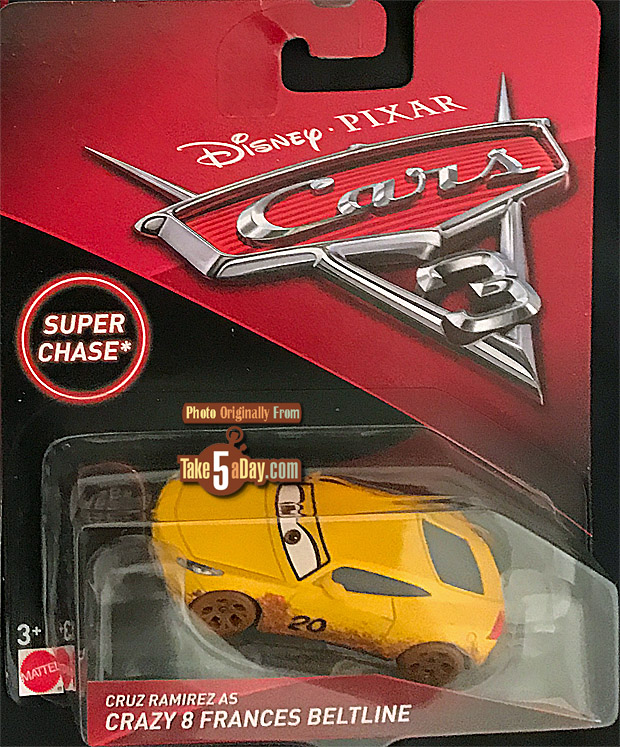 DISNEY · PIXAR
Cars
3
SUPER
CHASE*
Photo Originally From
Take5aDay.com
20
3+
MATTEL
CRUZ RAMIREZ AS
CRAZY 8 FRANCES BELTLINE